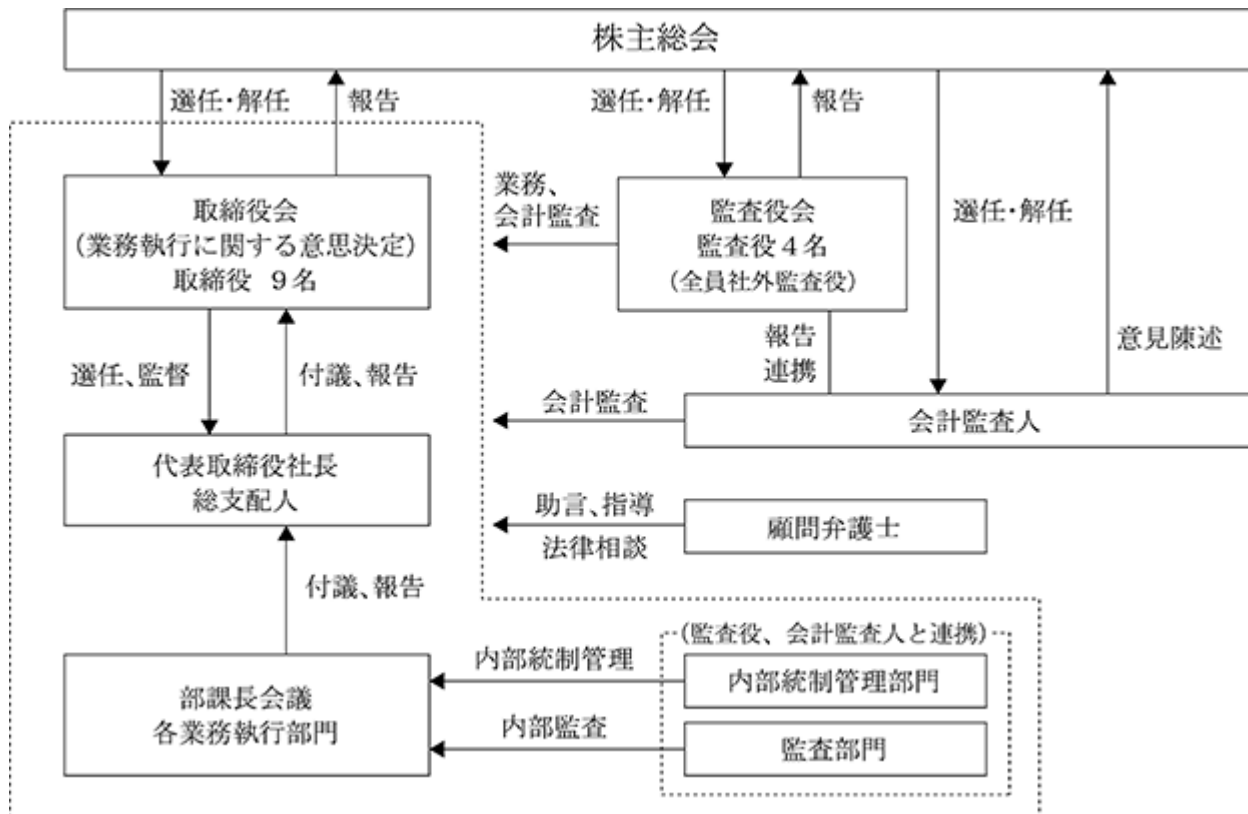 株主総会
選任・解任
報告
選任・解任
報告
選任・解任
意見陳述
取締役会
(業務執行に関する意思決定)
取締役 9名
業務、
会計監査
監査役会
監査役4名
(全員社外監査役)
報告
連携
選任、監督
付議、報告
会計監査
会計監査人
代表取締役社長
総支配人
助言、指導
法律相談
顧問弁護士
付議、報告
(監査役、会計監査人と連携)
内部統制管理
内部統制管理部門
部課長会議
各業務執行部門
内部監査
監査部門